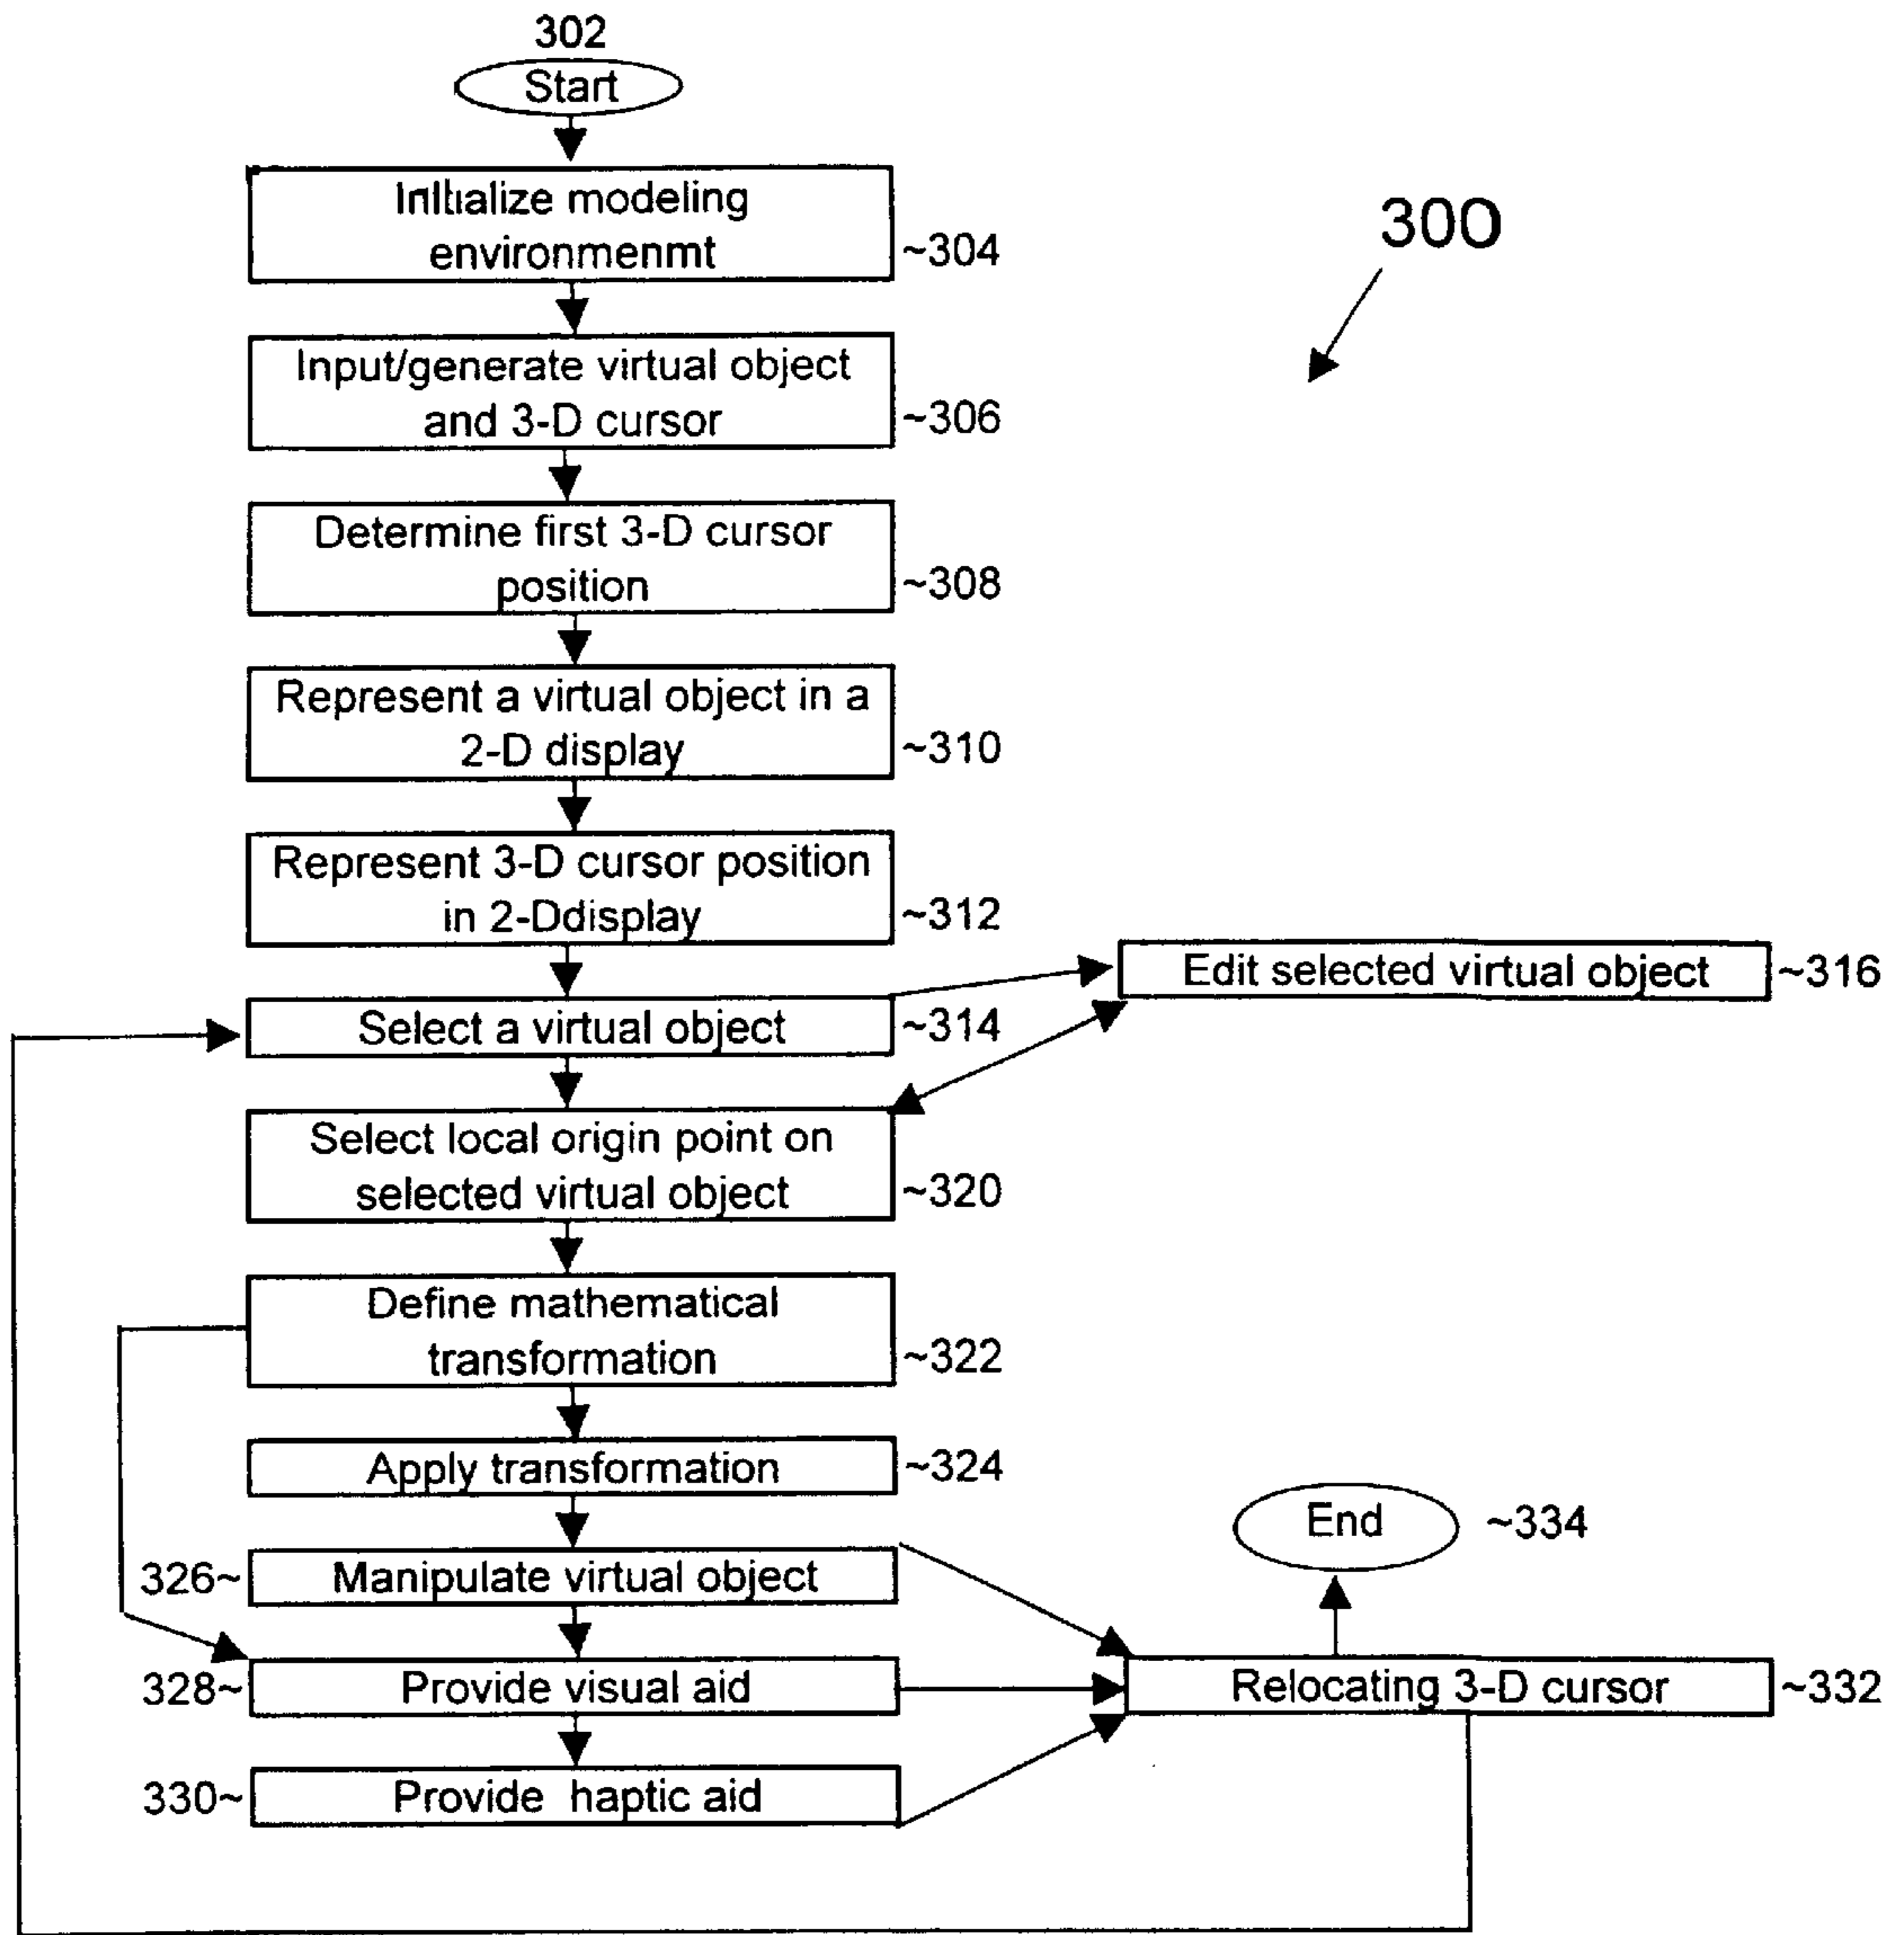 302
Start
Initialize modeling
environmenmt
~304
300
Input/generate virtual object
and 3-D cursor
~306
Determine first 3-D cursor
position
~308
Represent a virtual object in a
2-D display
~310
Represent 3-D cursor position
in 2-Ddisplay
~312
Edit selected virtual object
~316
Select a virtual object
~314
Select local origin point on
selected virtual object
~320
Define mathematical
transformation
~322
Apply transformation
~324
End
~334
326~
Manipulate virtual object
328~
Provide visual aid
Relocating 3-D cursor
~332
330~
Provide haptic aid